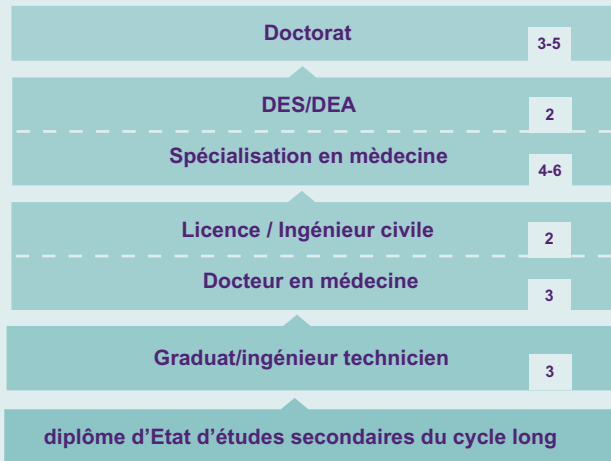 Doctorat 3-5
DES/DEA 2
Spécialisation en mèdecine 4-6
Licence / Ingénieur civile 2
Docteur en médecine 3
Graduat/ingénieur technicien 3
diplôme d'Etat d'études secondaires du cycle long